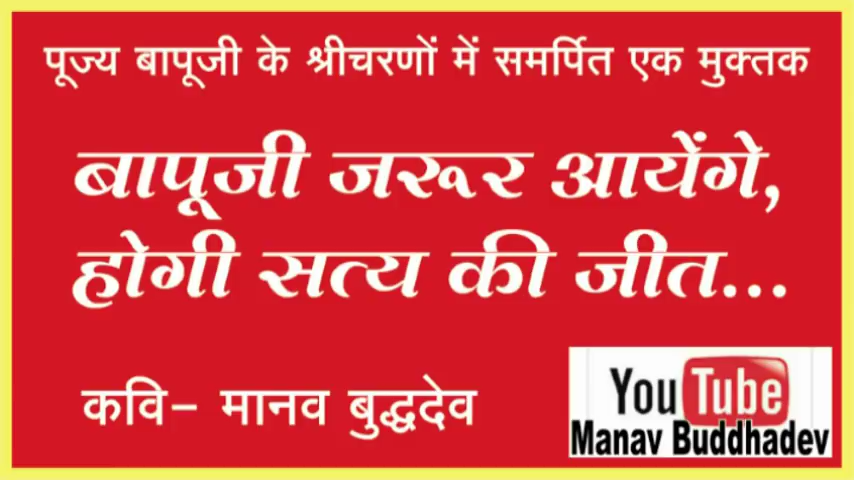 पूज्य बापूजी के श्रीचरणों में समर्पित एक मुक्तक
बापूजी जरूर आयेंगे,
होगी सत्य की जीत...
कवि- मानव बुद्धदेव
YouTube
Manav Buddhadev